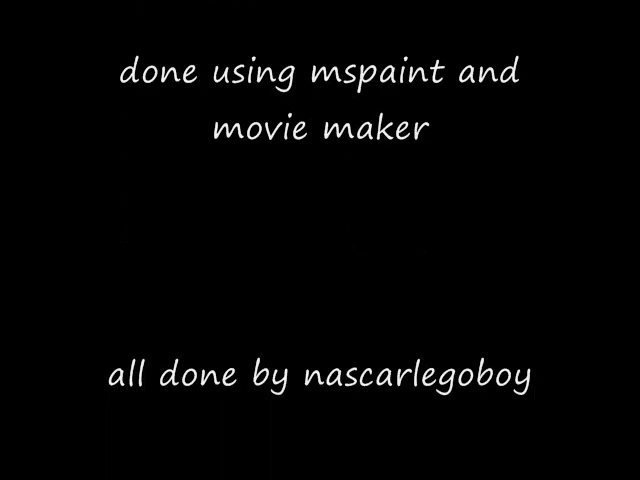 done using mspaint and
movie maker
all done by nascarlegoboy